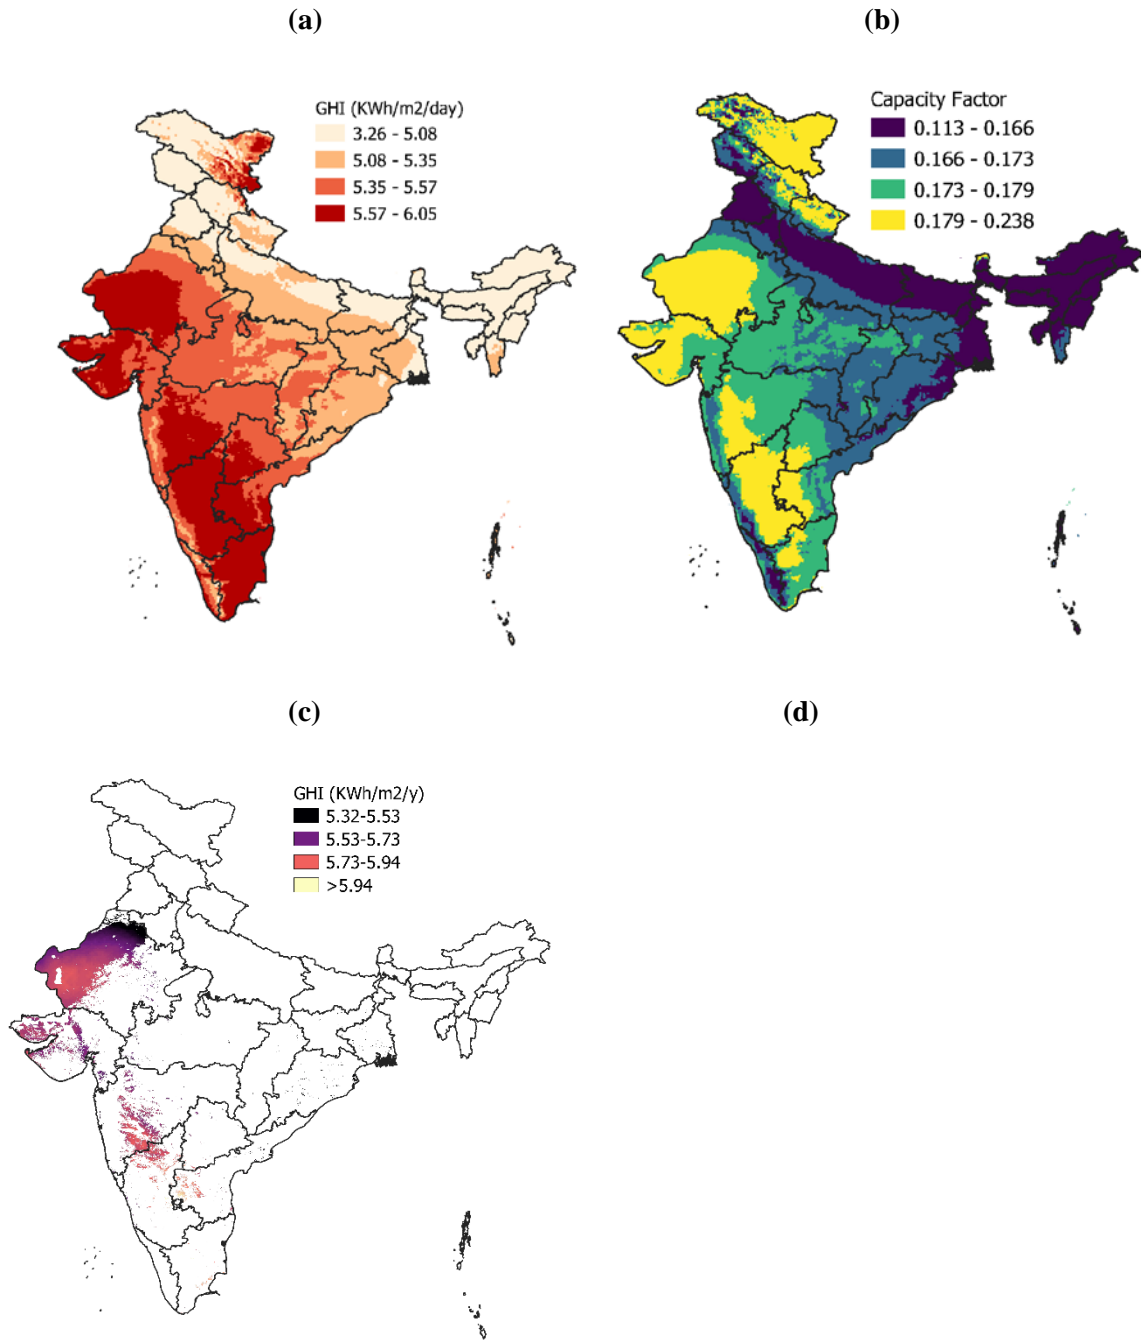 (a)
(b)
GHI (KWh/m2/day)
3.26 - 5.08
5.08 - 5.35
5.35 - 5.57
5.57 - 6.05
Capacity Factor
0.113 - 0.166
0.166 - 0.173
0.173 - 0.179
0.179 - 0.238
(c)
(d)
GHI (KWh/m2/y)
5.32-5.53
5.53-5.73
5.73-5.94
>5.94